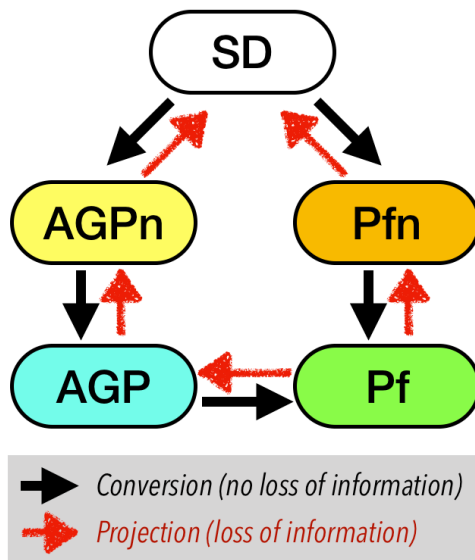 SD
AGPn Pfn
AGP Pf
Conversion (no loss of information)
Projection (loss of information)